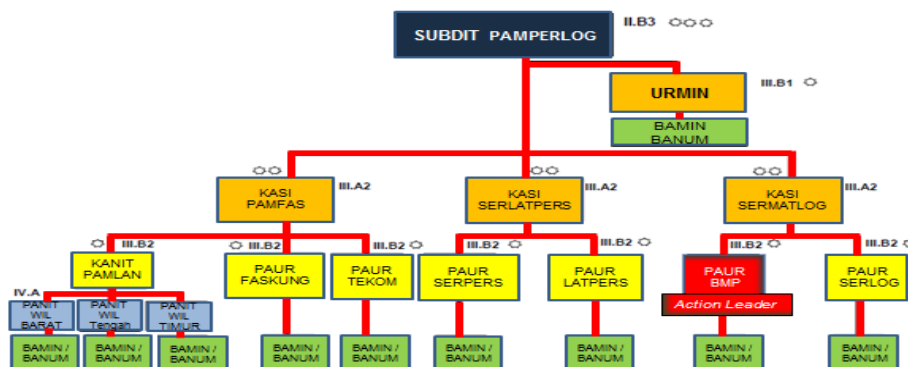 SUBDIT PAMPERLOG
II.B3
URMIN
III.B1
BAMIN
BANUM
KASI
PAMFAS
III.A2
KASI
SERLATPERS
III.A2
KASI
SERMATLOG
III.A2
III.B2
KANIT
PAMLAN
III.B2
PAUR
FASKUNG
III.B2
PAUR
TEKOM
III.B2
PAUR
SERPERS
III.B2
PAUR
LATPERS
III.B2
PAUR
BMP
Action Leader
III.B2
PAUR
SERLOG
IV.A
PANIT
WIL
BARAT
PANIT
WIL
Tengah
PANIT
WIL
TIMUR
BAMIN /
BANUM
BAMIN /
BANUM
BAMIN /
BANUM
BAMIN /
BANUM
BAMIN /
BANUM
BAMIN /
BANUM
BAMIN /
BANUM
BAMIN /
BANUM
BAMIN /
BANUM